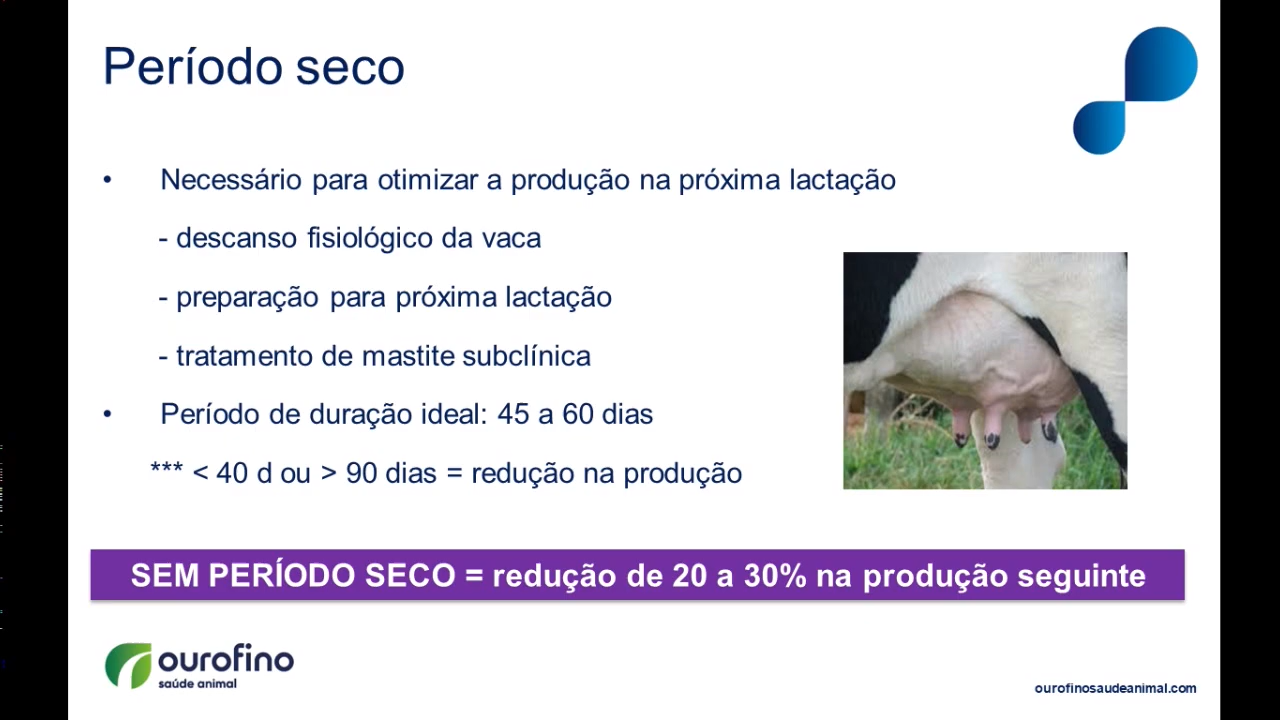 Período seco
• Necessário para otimizar a produção na próxima lactação
- descanso fisiológico da vaca
- preparação para próxima lactação
- tratamento de mastite subclínica
• Período de duração ideal: 45 a 60 dias
*** < 40 d ou > 90 dias = redução na produção
SEM PERÍODO SECO = redução de 20 a 30% na produção seguinte
ourofino
saúde animal
ourofinosaudeanimal.com